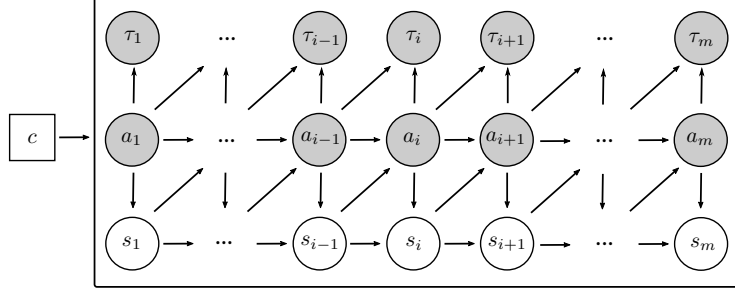 τ₁ ... τᵢ₋₁ τᵢ τᵢ₊₁ ... τₘ
c a₁ ... aᵢ₋₁ aᵢ aᵢ₊₁ ... aₘ
s₁ ... sᵢ₋₁ sᵢ sᵢ₊₁ ... sₘ